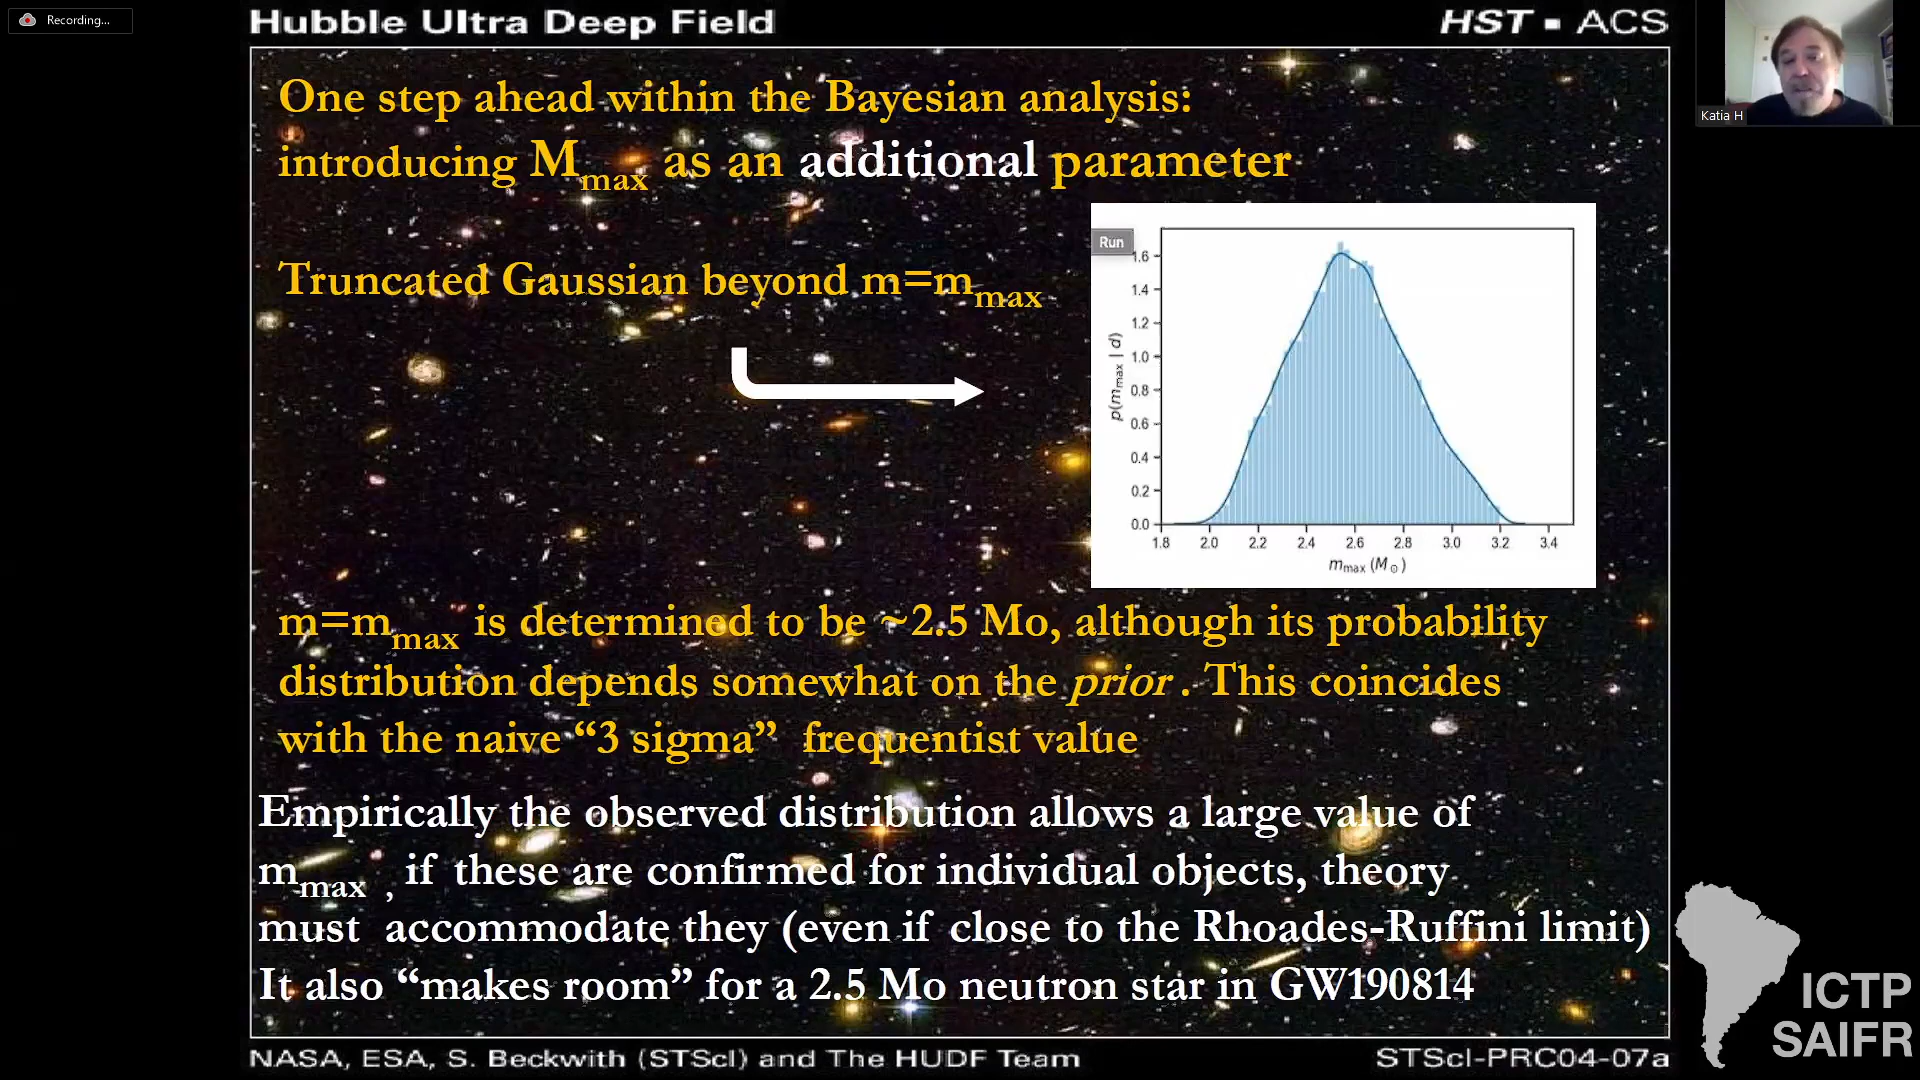 Recording...
Hubble Ultra Deep Field
HST ▪ ACS
Katia H
One step ahead within the Bayesian analysis:
introducing Mmax as an additional parameter
Truncated Gaussian beyond m=mmax
Run
1.6
1.4
1.2
1.0
0.8
0.6
0.4
0.2
0.0
p(mmax | d)
1.8 2.0 2.2 2.4 2.6 2.8 3.0 3.2 3.4
mmax (M⊙)
m=mmax is determined to be ~2.5 Mo, although its probability
distribution depends somewhat on the prior . This coincides
with the naive “3 sigma” frequentist value
Empirically the observed distribution allows a large value of
mmax , if these are confirmed for individual objects, theory
must accommodate they (even if close to the Rhoades-Ruffini limit)
It also “makes room” for a 2.5 Mo neutron star in GW190814
ICTP
SAIFR
NASA, ESA, S. Beckwith (STScI) and The HUDF Team
STScI-PRC04-07a